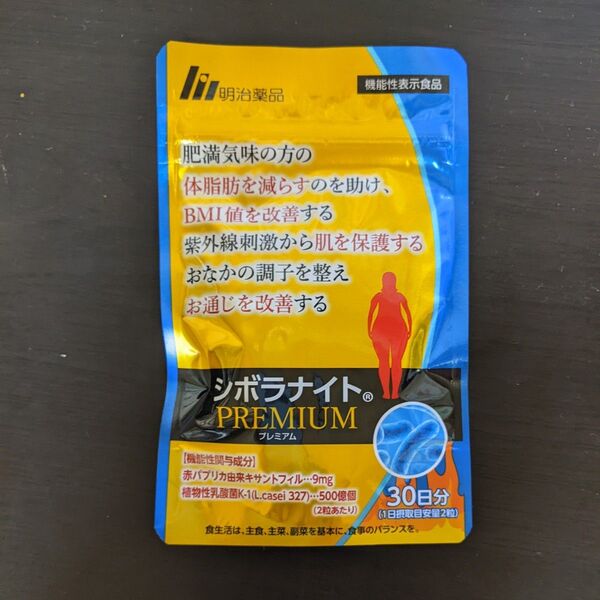 明治薬品
機能性表示食品
肥満気味の方の
体脂肪を減らすのを助け、
BMI値を改善する
紫外線刺激から肌を保護する
おなかの調子を整え
お通じを改善する
シボラナイト®
PREMIUM
プレミアム
【機能性関与成分】
赤パプリカ由来キサントフィル…9mg
植物性乳酸菌K-1(L.casei 327)…500億個
(2粒あたり)
30日分
(1日摂取目安量2粒)
食生活は、主食、主菜、副菜を基本に、食事のバランスを。